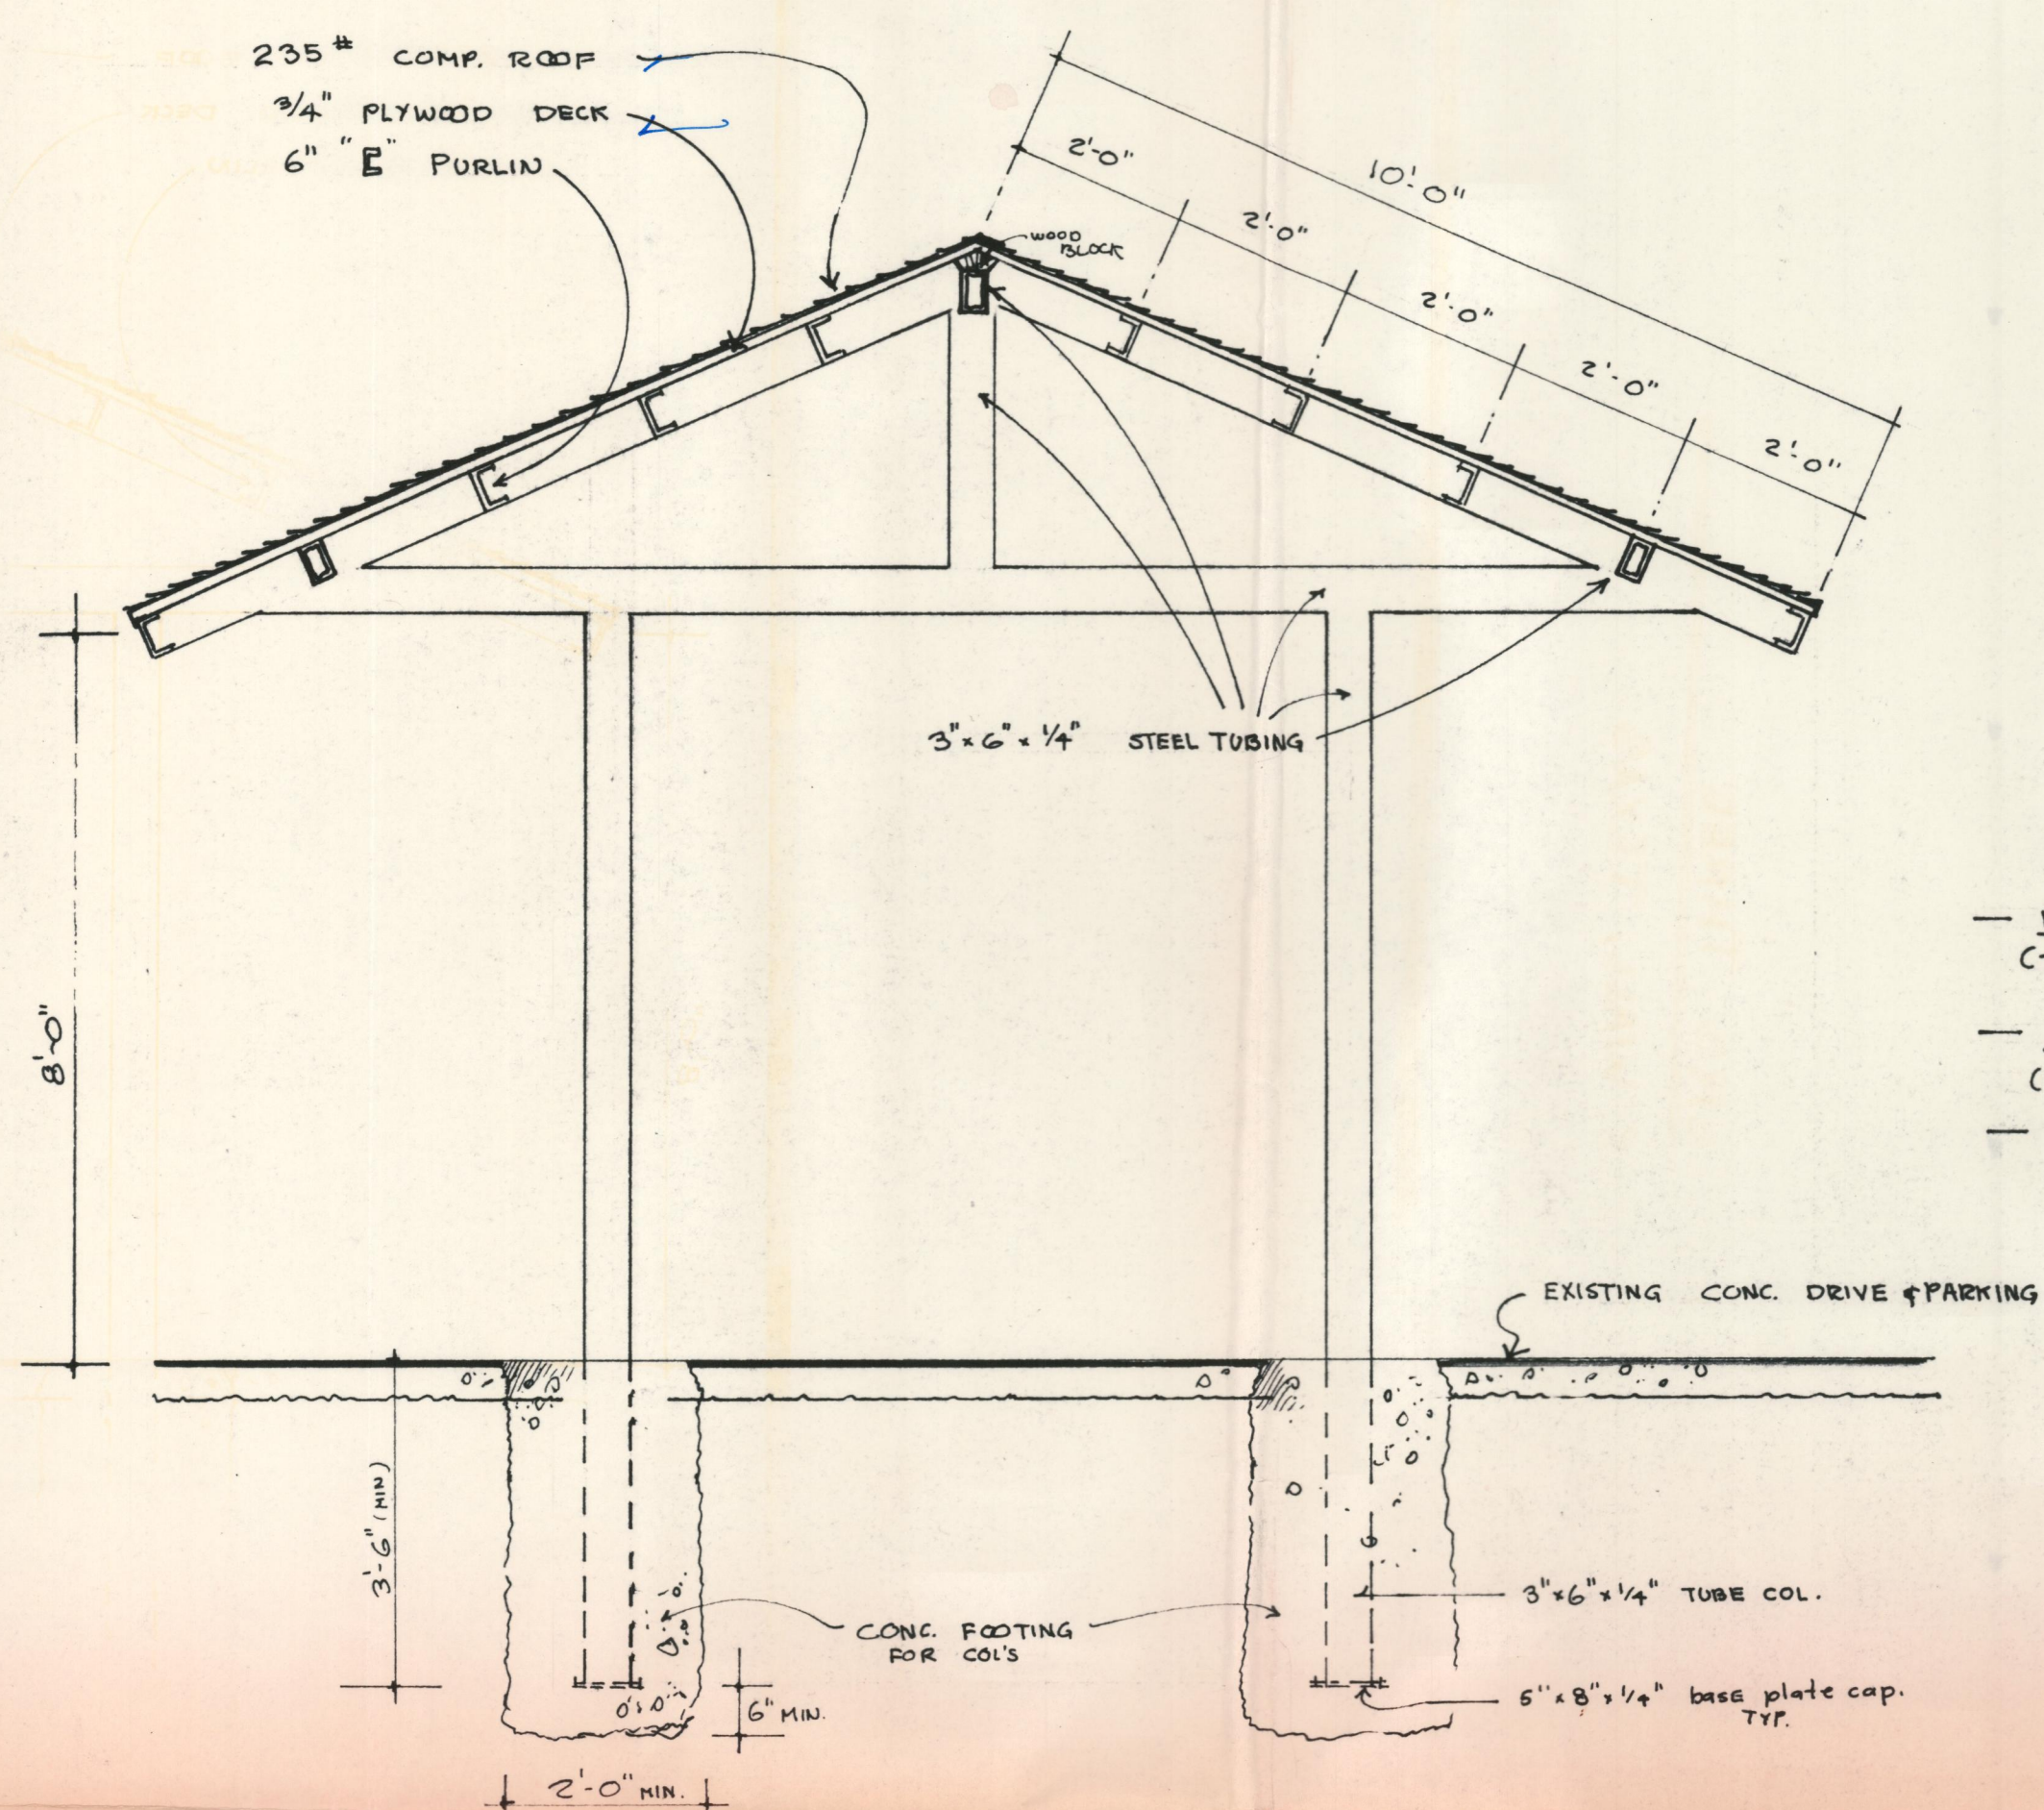 235# COMP. ROOF
3/4" PLYWOOD DECK
6" "C" PURLIN
10'-0"
2'-0"
2'-0"
2'-0"
2'-0"
2'-0"
WOOD
BLOCK
3"x6"x1/4" STEEL TUBING
8'-0"
EXISTING CONC. DRIVE & PARKING
3'-6" (MIN)
CONC. FOOTING
FOR COL'S
3"x6"x1/4" TUBE COL.
5"x8"x1/4" base plate cap.
TYP.
6" MIN.
2'-0" MIN.